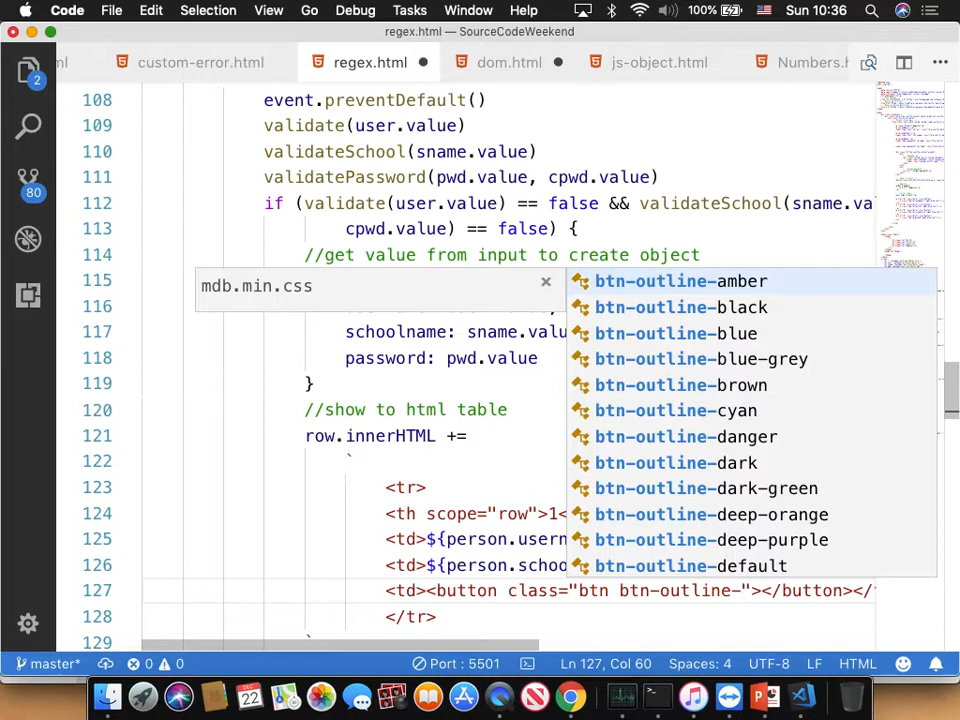 Code File Edit Selection View Go Debug Tasks Window Help 100% Sun 10:36
regex.html — SourceCodeWeekend
ml custom-error.html regex.html dom.html js-object.html Numbers.h
108 event.preventDefault()
109 validate(user.value)
110 validateSchool(sname.value)
111 validatePassword(pwd.value, cpwd.value)
112 if (validate(user.value) == false && validateSchool(sname.va
113 cpwd.value) == false) {
114 //get value from input to create object
115
116
117 schoolname: sname.valu
118 password: pwd.value
119 }
120 //show to html table
121 row.innerHTML +=
122 `
123 <tr>
124 <th scope="row">1<
125 <td>${person.usern
126 <td>${person.schoo
127 <td><button class="btn btn-outline-"></button></
128 </tr>
129 `
mdb.min.css ×
btn-outline-amber
btn-outline-black
btn-outline-blue
btn-outline-blue-grey
btn-outline-brown
btn-outline-cyan
btn-outline-danger
btn-outline-dark
btn-outline-dark-green
btn-outline-deep-orange
btn-outline-deep-purple
btn-outline-default
2
80
master* 0 0 Port : 5501 Ln 127, Col 60 Spaces: 4 UTF-8 LF HTML
DEC
22